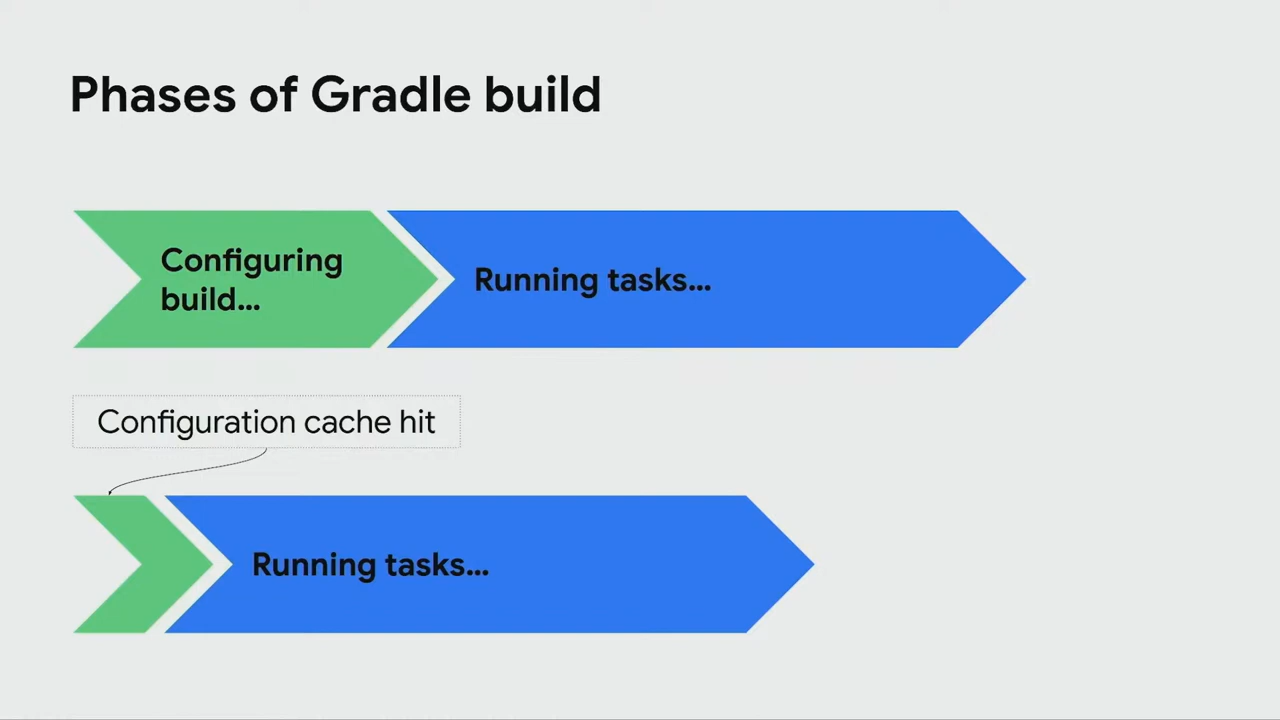 Phases of Gradle build
Configuring
build...
Running tasks...
Configuration cache hit
Running tasks...